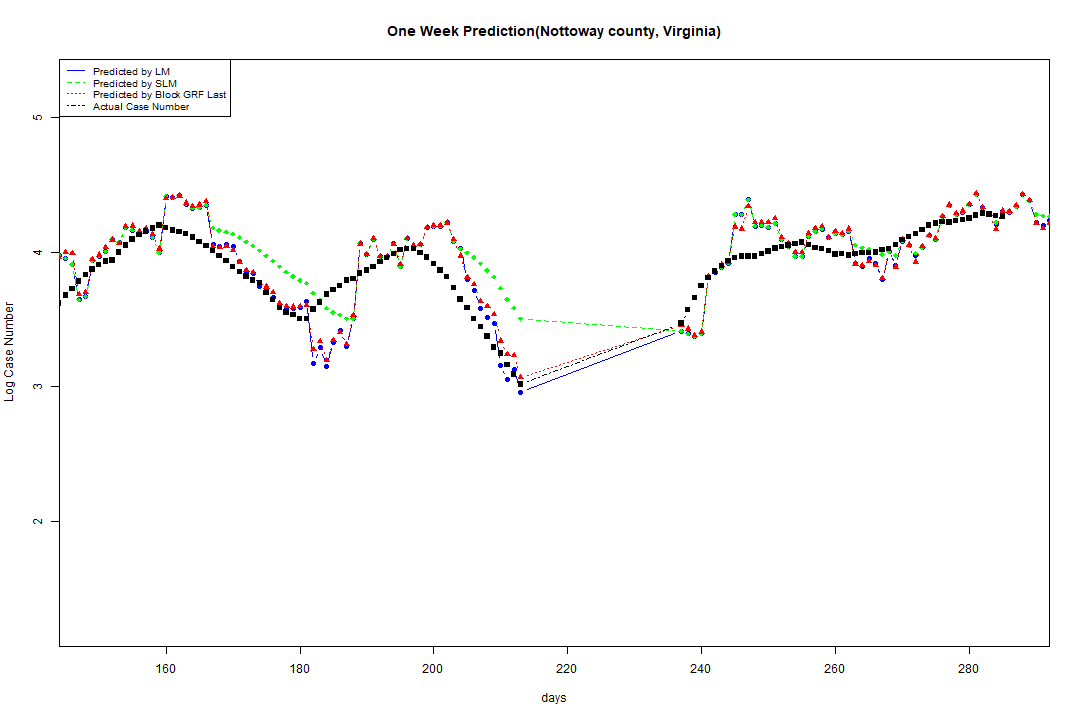 One Week Prediction(Nottoway county, Virginia)
Predicted by LM
Predicted by SLM
Predicted by Block GRF Last
Actual Case Number
5
4
3
2
Log Case Number
160 180 200 220 240 260 280
days